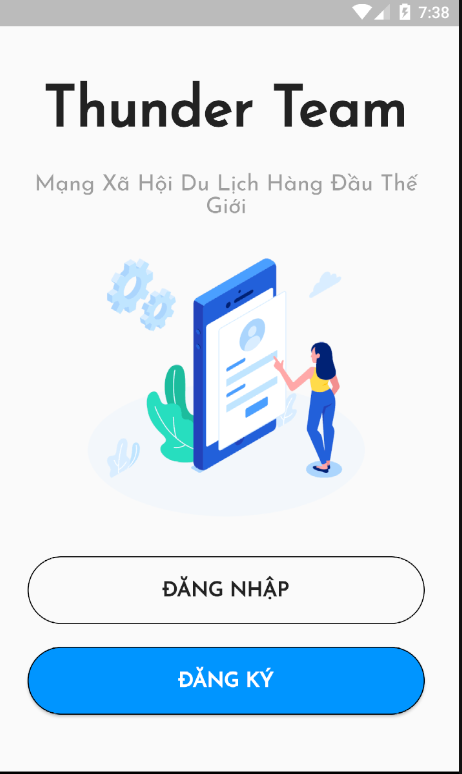 7:38
Thunder Team
Mạng Xã Hội Du Lịch Hàng Đầu Thế
Giới
ĐĂNG NHẬP
ĐĂNG KÝ